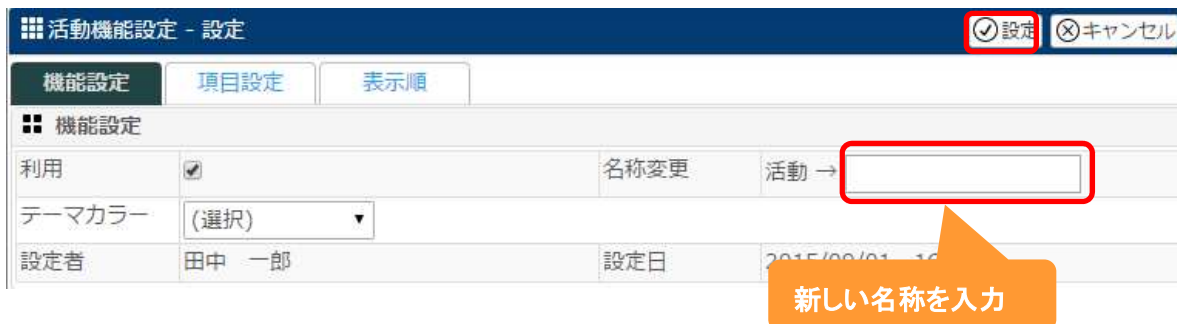 活動機能設定 - 設定
設定 キャンセル
機能設定 項目設定 表示順
機能設定
利用 名称変更 活動 →
テーマカラー (選択)
設定者 田中 一郎 設定日
新しい名称を入力